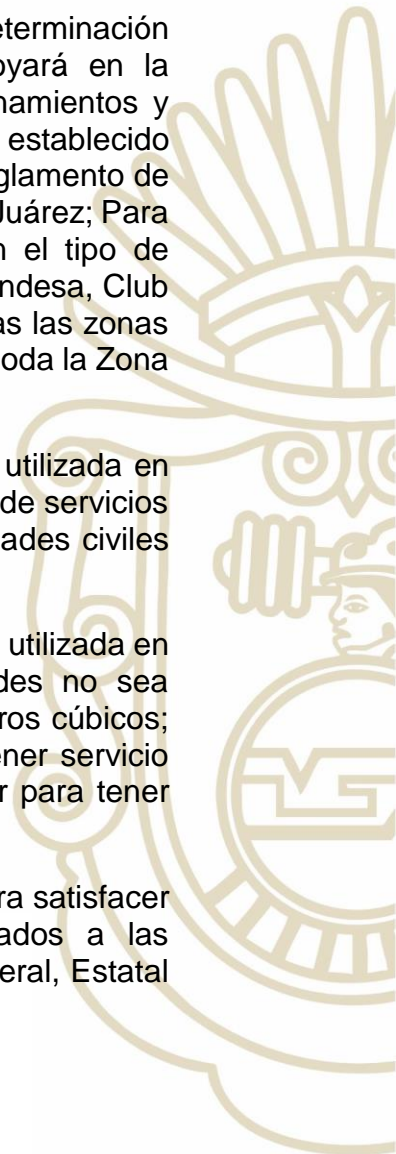 eterminación
oyará en la
namientos y
establecido
glamento de
Juárez; Para
n el tipo de
ndesa, Club
as las zonas
oda la Zona
utilizada en
de servicios
ades civiles
utilizada en
des no sea
ros cúbicos;
ener servicio
r para tener
ra satisfacer
ados a las
eral, Estatal